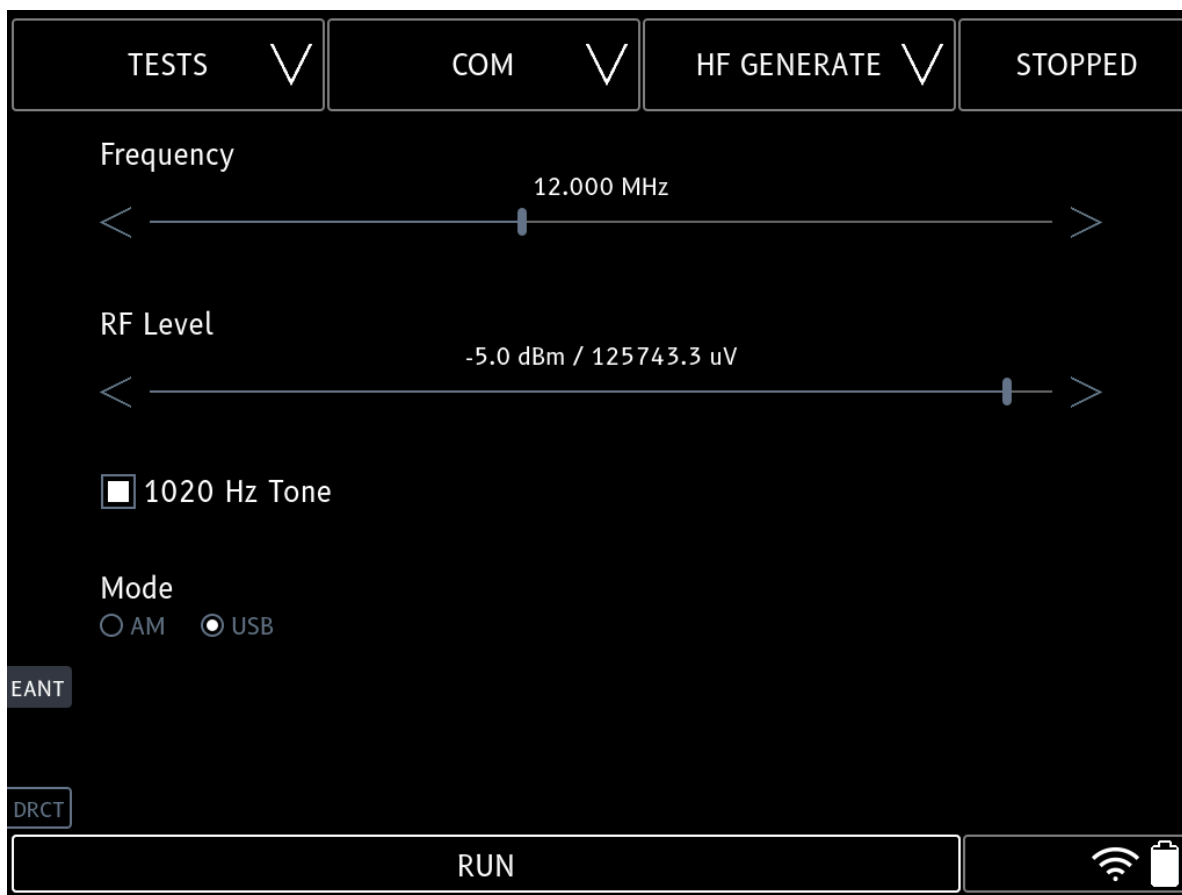 TESTS
COM
HF GENERATE
STOPPED
Frequency
12.000 MHz
RF Level
-5.0 dBm / 125743.3 uV
1020 Hz Tone
Mode
AM
USB
EANT
DRCT
RUN